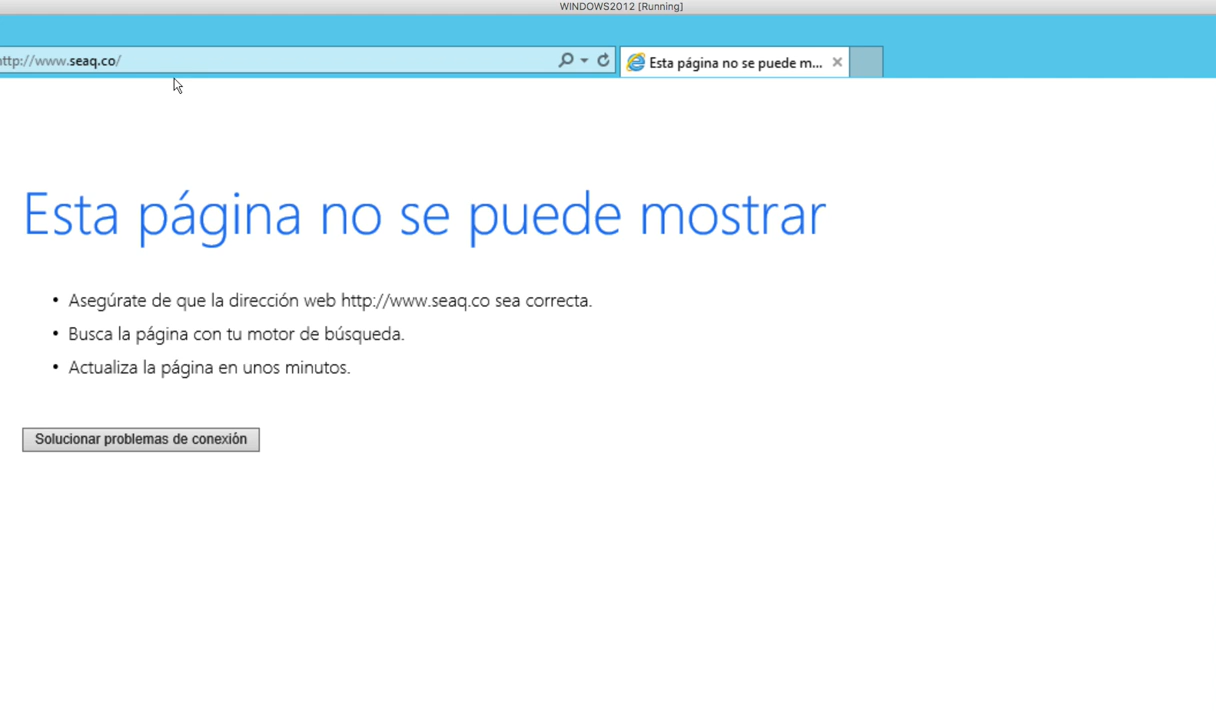 WINDOWS2012 [Running]
http://www.seaq.co/
Esta página no se puede m...
Esta página no se puede mostrar
• Asegúrate de que la dirección web http://www.seaq.co sea correcta.
• Busca la página con tu motor de búsqueda.
• Actualiza la página en unos minutos.
Solucionar problemas de conexión